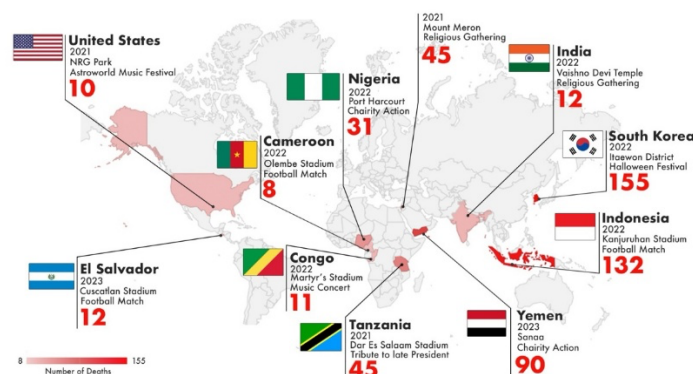 United States
2021
NRG Park
Astroworld Music Festival
10
Nigeria
2022
Port Harcourt
Chairity Action
31
2021
Mount Meron
Religious Gathering
45
India
2022
Vaishno Devi Temple
Religious Gathering
12
Cameroon
2022
Olembe Stadium
Football Match
8
South Korea
2022
Itaewon District
Halloween Festival
155
Indonesia
2022
Kanjuruhan Stadium
Football Match
132
El Salvador
2023
Cuscatlan Stadium
Football Match
12
Congo
2022
Martyr's Stadium
Music Concert
11
Tanzania
2021
Dar Es Salaam Stadium
Tribute to late President
45
Yemen
2023
Sanaa
Chairity Action
90
8 155
Number of Deaths